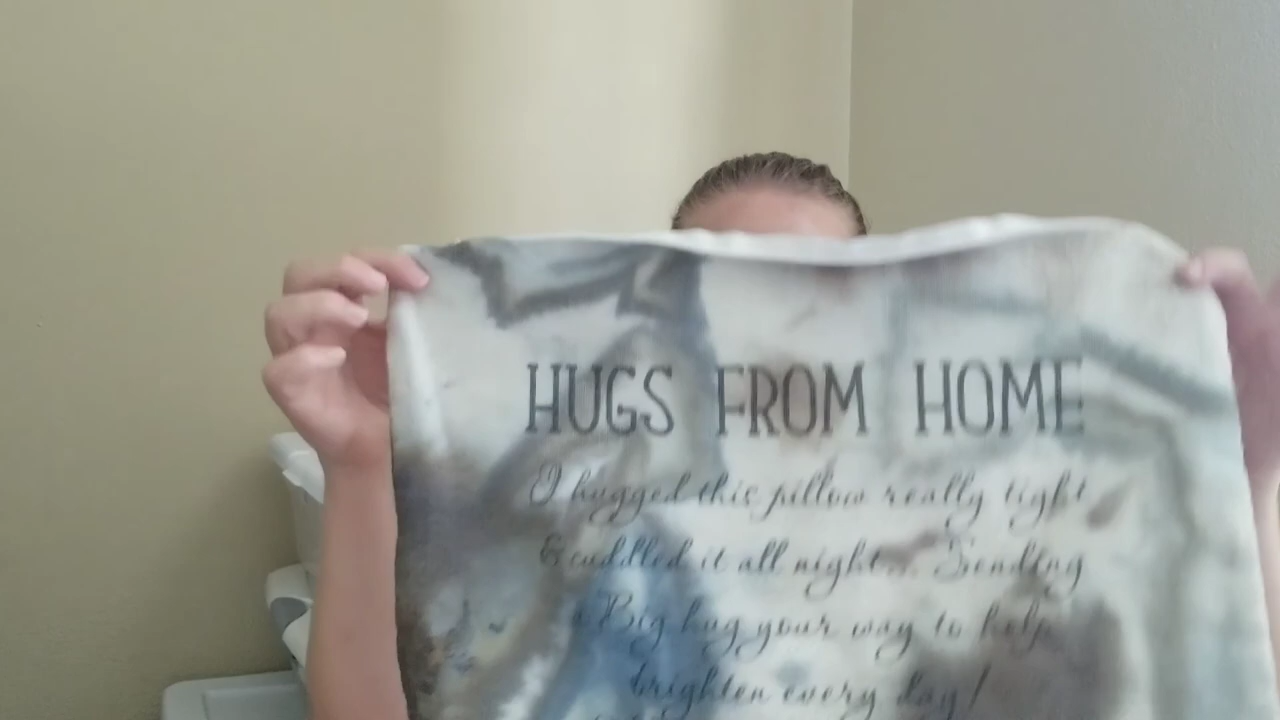 HUGS FROM HOME
I hugged this pillow really tight
& cuddled it all night... Sending
a Big hug your way to help
brighten every day!